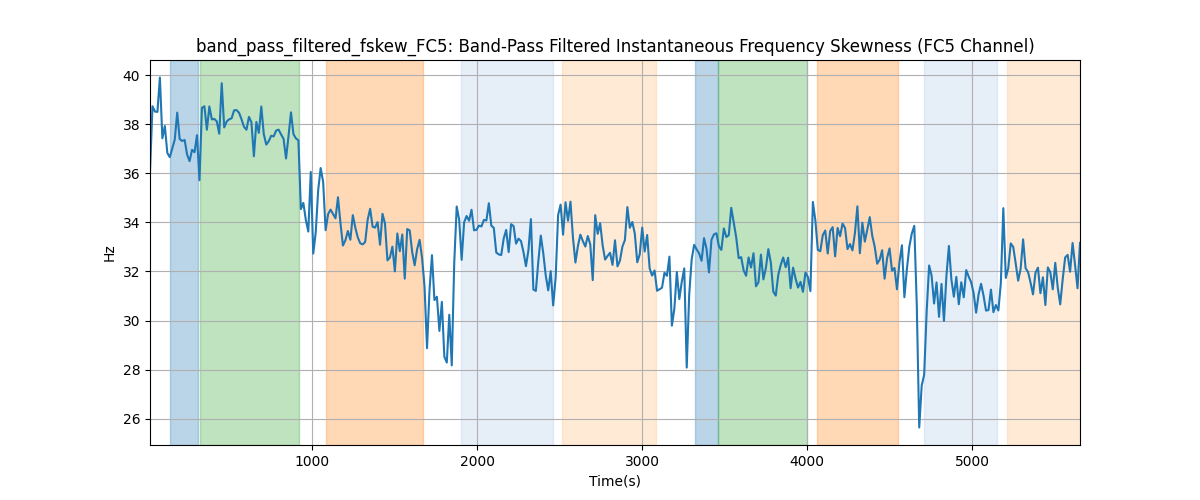 band_pass_filtered_fskew_FC5: Band-Pass Filtered Instantaneous Frequency Skewness (FC5 Channel)
40
38
36
34
32
30
28
26
Hz
1000 2000 3000 4000 5000
Time(s)